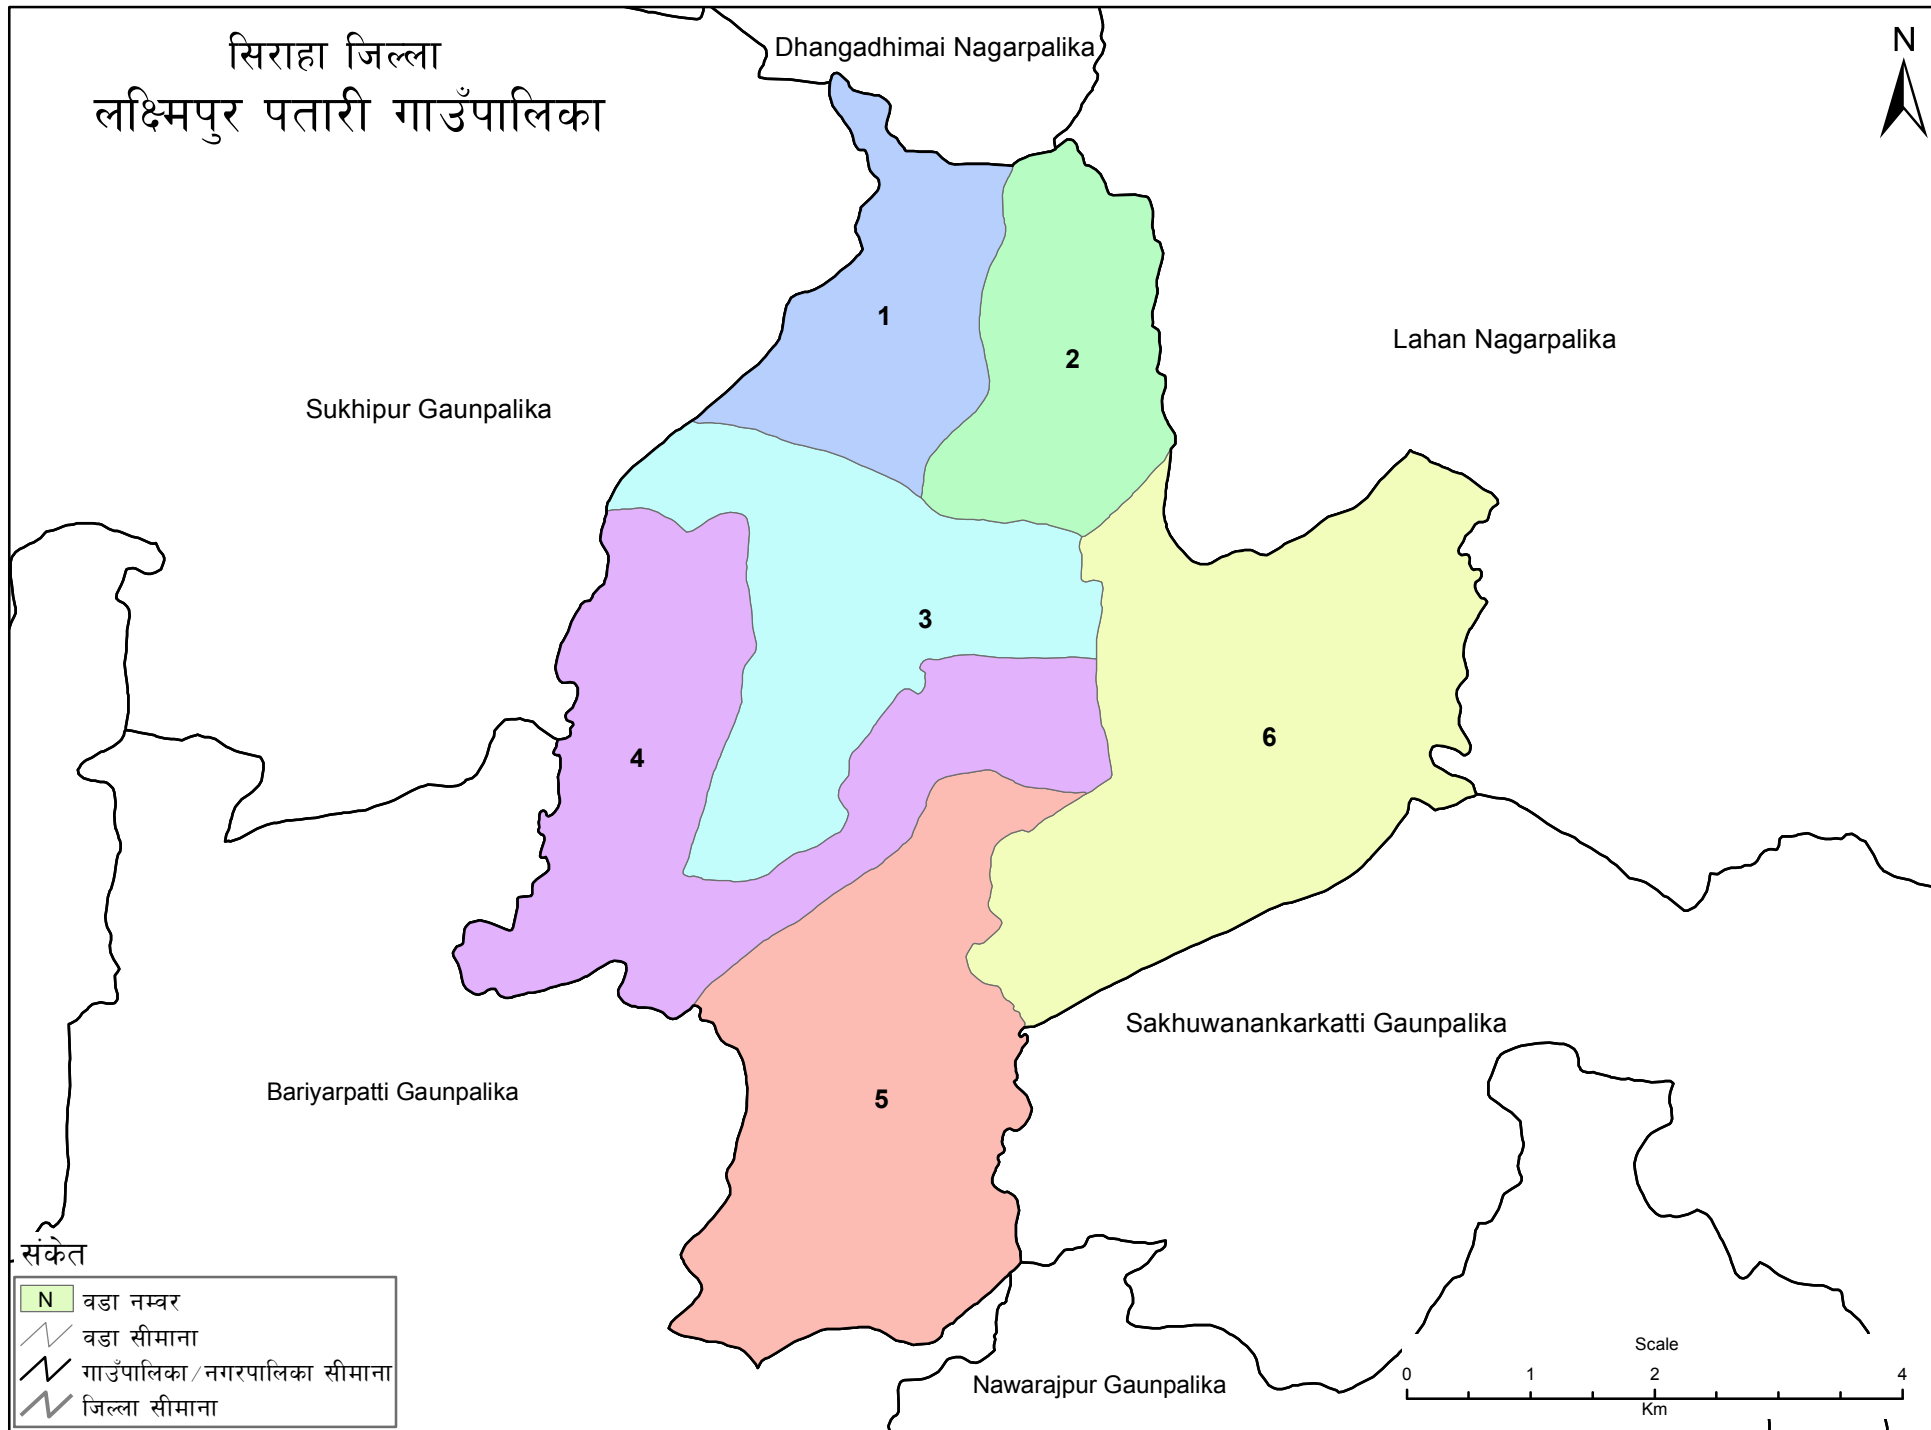 सिराहा जिल्ला
लक्ष्मिपुर पतारी गाउँपालिका
Dhangadhimai Nagarpalika
N
1
2
Lahan Nagarpalika
Sukhipur Gaunpalika
3
4
6
Sakhuwanankarkatti Gaunpalika
Bariyarpatti Gaunpalika
5
संकेत
N वडा नम्वर
वडा सीमाना
गाउँपालिका/नगरपालिका सीमाना
जिल्ला सीमाना
Nawarajpur Gaunpalika
Scale
0 1 2 4
Km